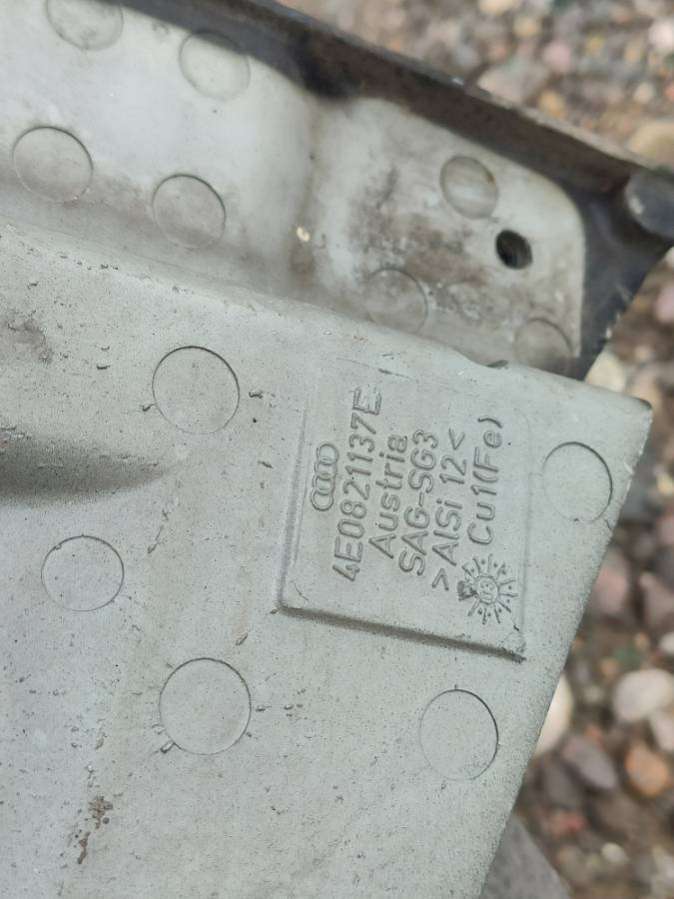 4E0821137E
Austria
SAG-SG3
>AlSi 12<
Cu1(Fe)